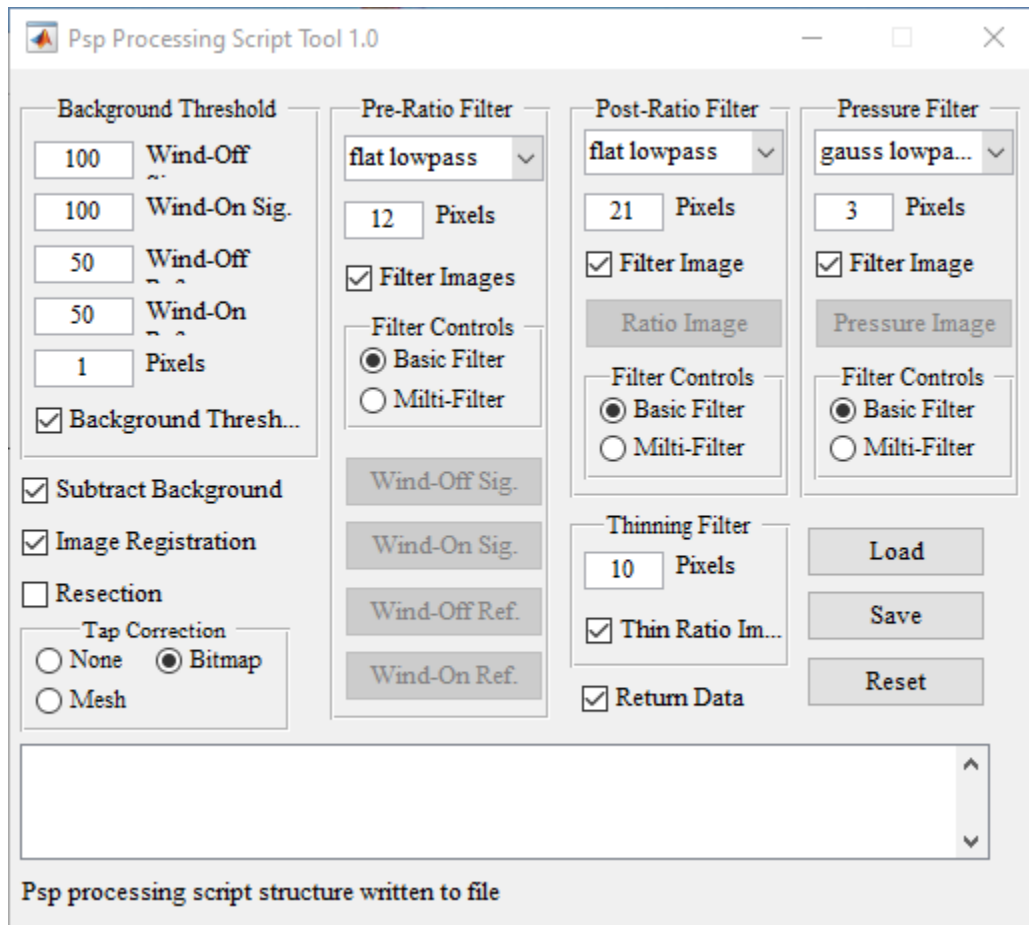 Psp Processing Script Tool 1.0
Background Threshold
100 Wind-Off
100 Wind-On Sig.
50 Wind-Off
50 Wind-On
1 Pixels
Background Thresh...
Subtract Background
Image Registration
Resection
Tap Correction
None Bitmap
Mesh
Pre-Ratio Filter
flat lowpass
12 Pixels
Filter Images
Filter Controls
Basic Filter
Milti-Filter
Wind-Off Sig.
Wind-On Sig.
Wind-Off Ref.
Wind-On Ref.
Post-Ratio Filter
flat lowpass
21 Pixels
Filter Image
Ratio Image
Filter Controls
Basic Filter
Milti-Filter
Thinning Filter
10 Pixels
Thin Ratio Im...
Return Data
Pressure Filter
gauss lowpa...
3 Pixels
Filter Image
Pressure Image
Filter Controls
Basic Filter
Milti-Filter
Load
Save
Reset
Psp processing script structure written to file